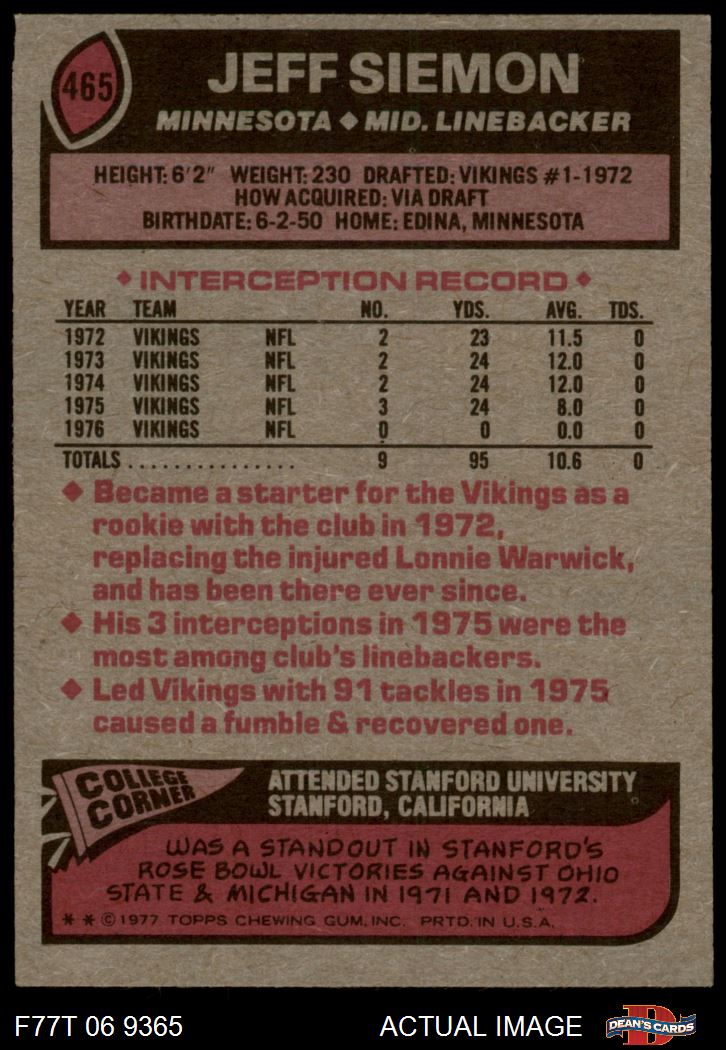 465
JEFF SIEMON
MINNESOTA ◆ MID. LINEBACKER
HEIGHT: 6'2" WEIGHT: 230 DRAFTED: VIKINGS #1-1972
HOW ACQUIRED: VIA DRAFT
BIRTHDATE: 6-2-50 HOME: EDINA, MINNESOTA
◆ INTERCEPTION RECORD ◆
YEAR TEAM NO. YDS. AVG. TDS.
1972 VIKINGS NFL 2 23 11.5 0
1973 VIKINGS NFL 2 24 12.0 0
1974 VIKINGS NFL 2 24 12.0 0
1975 VIKINGS NFL 3 24 8.0 0
1976 VIKINGS NFL 0 0 0.0 0
TOTALS ................ 9 95 10.6 0
◆ Became a starter for the Vikings as a
rookie with the club in 1972,
replacing the injured Lonnie Warwick,
and has been there ever since.
◆ His 3 interceptions in 1975 were the
most among club's linebackers.
◆ Led Vikings with 91 tackles in 1975
caused a fumble & recovered one.
COLLEGE
CORNER
ATTENDED STANFORD UNIVERSITY
STANFORD, CALIFORNIA
WAS A STANDOUT IN STANFORD'S
ROSE BOWL VICTORIES AGAINST OHIO
STATE & MICHIGAN IN 1971 AND 1972.
* * © 1977 TOPPS CHEWING GUM, INC. PRTD. IN U.S.A.
F77T 06 9365 ACTUAL IMAGE
D
DEAN'S CARDS